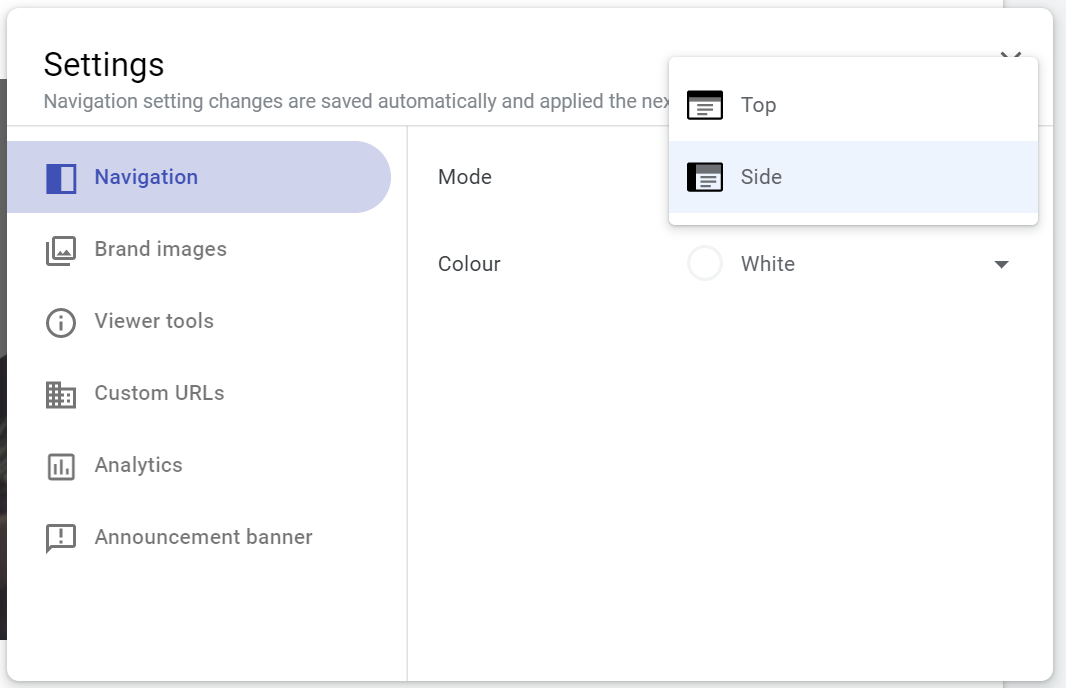 Settings
Navigation setting changes are saved automatically and applied the
Navigation
Brand images
Viewer tools
Custom URLs
Analytics
Announcement banner
Mode
Top
Side
Colour
White